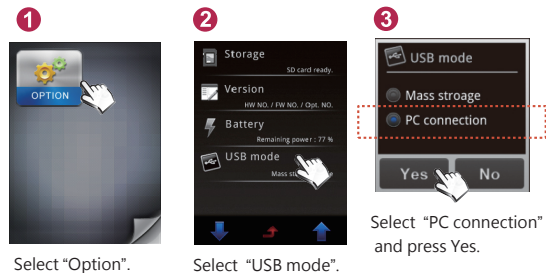 1
OPTION
Select “Option”.
2
Storage
SD card ready.
Version
HW NO. / FW NO. / Opt. NO.
Battery
Remaining power : 77 %
USB mode
Select “USB mode”.
3
USB mode
Mass stroage
PC connection
Yes No
Select “PC connection”
and press Yes.